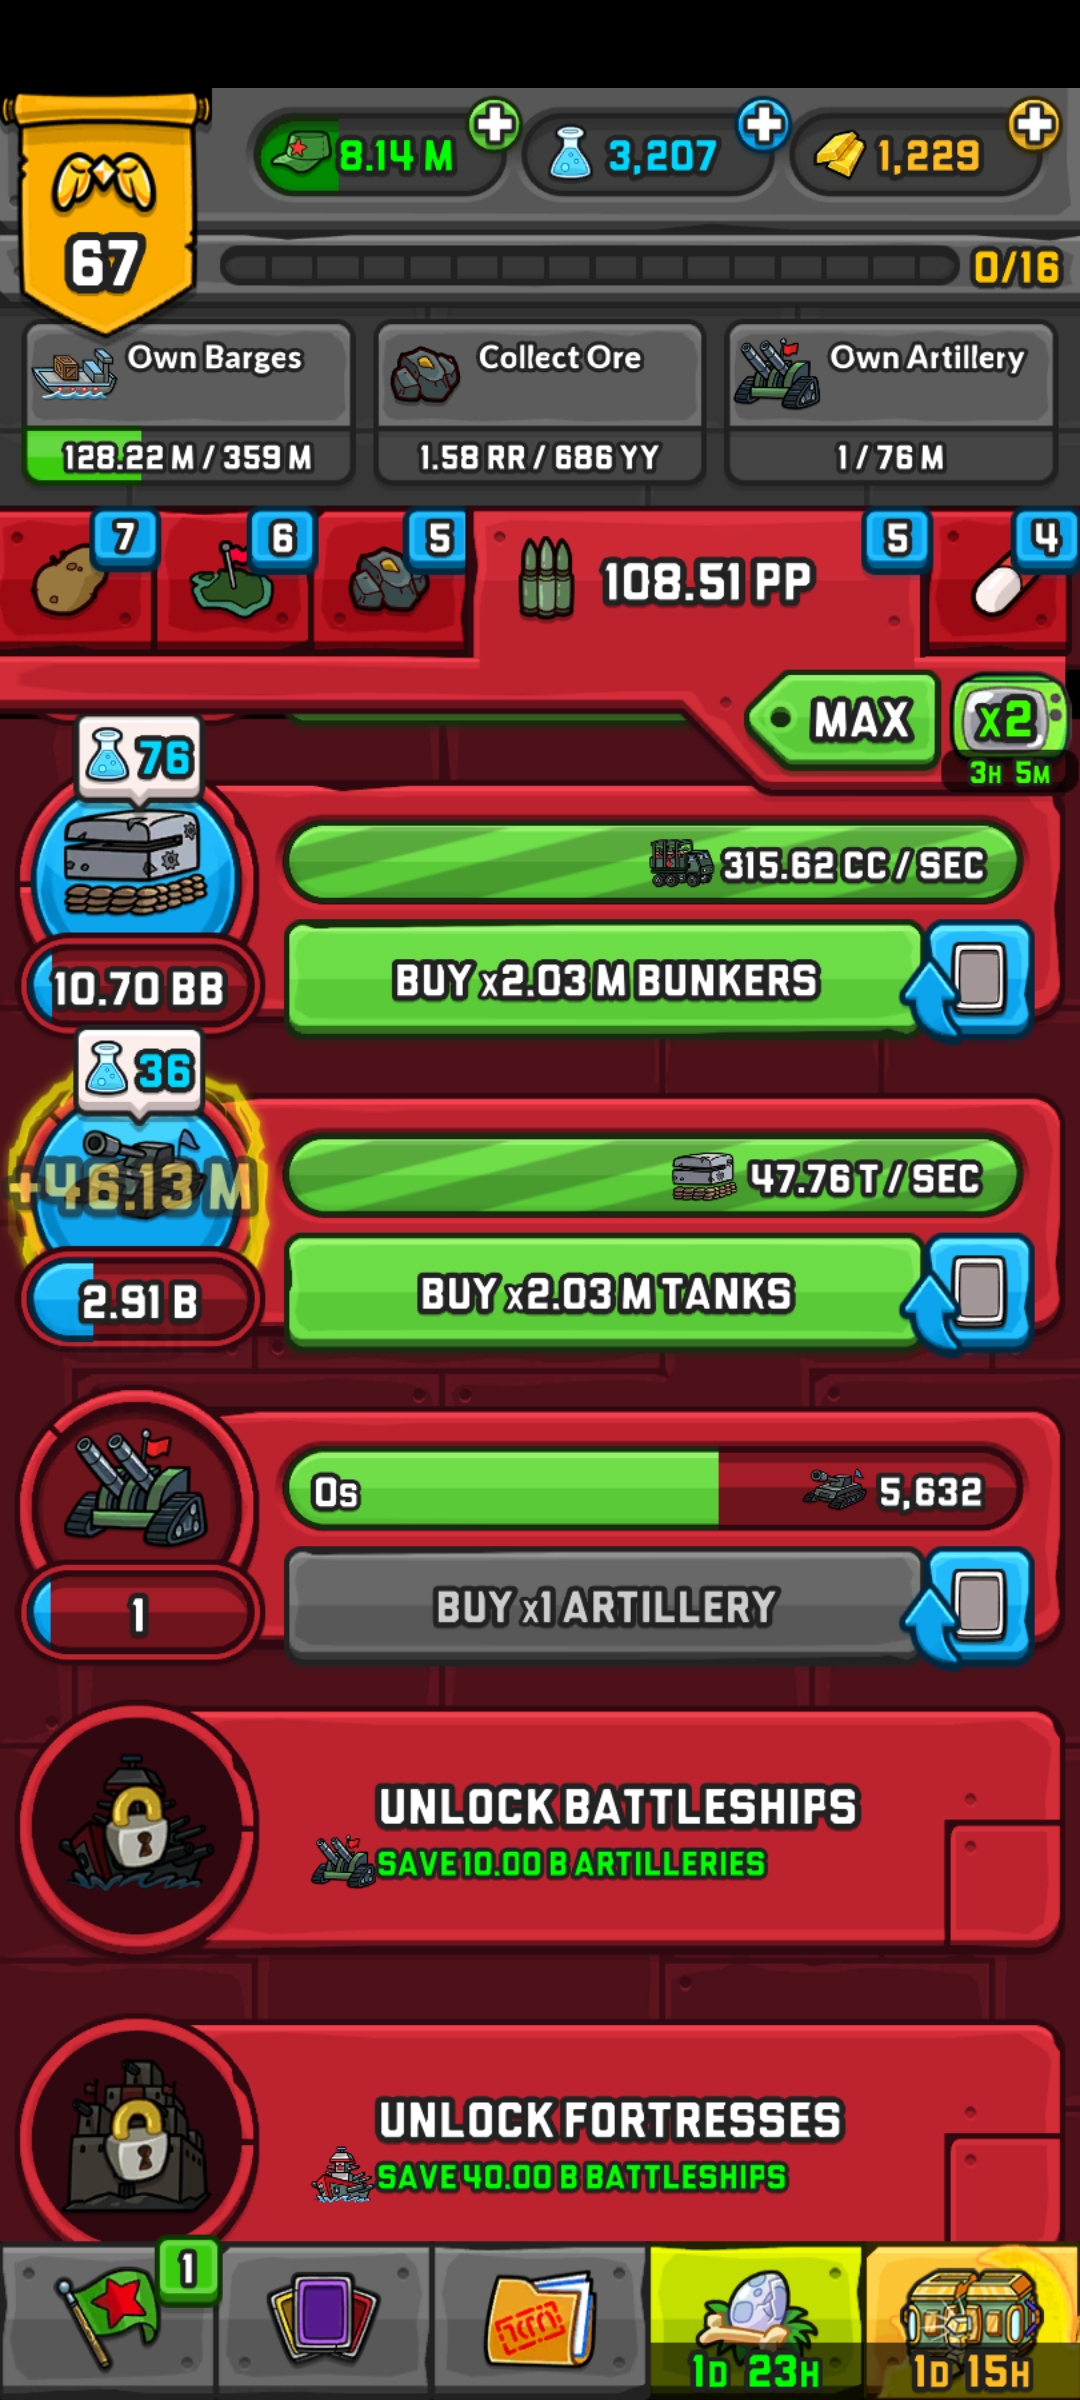 67
8.14 M
3,207
1,229
0/16
Own Barges
128.22 M / 359 M
Collect Ore
1.58 RR / 686 YY
Own Artillery
1 / 76 M
7
6
5
108.51 PP
5
4
MAX
x2
3H 5M
76
315.62 CC / SEC
10.70 BB
BUY x2.03 M BUNKERS
36
+46.13 M
47.76 T / SEC
2.91 B
BUY x2.03 M TANKS
0s
5,632
1
BUY x1 ARTILLERY
UNLOCK BATTLESHIPS
SAVE 10.00 B ARTILLERIES
UNLOCK FORTRESSES
SAVE 40.00 B BATTLESHIPS
1
1D 23H
1D 15H